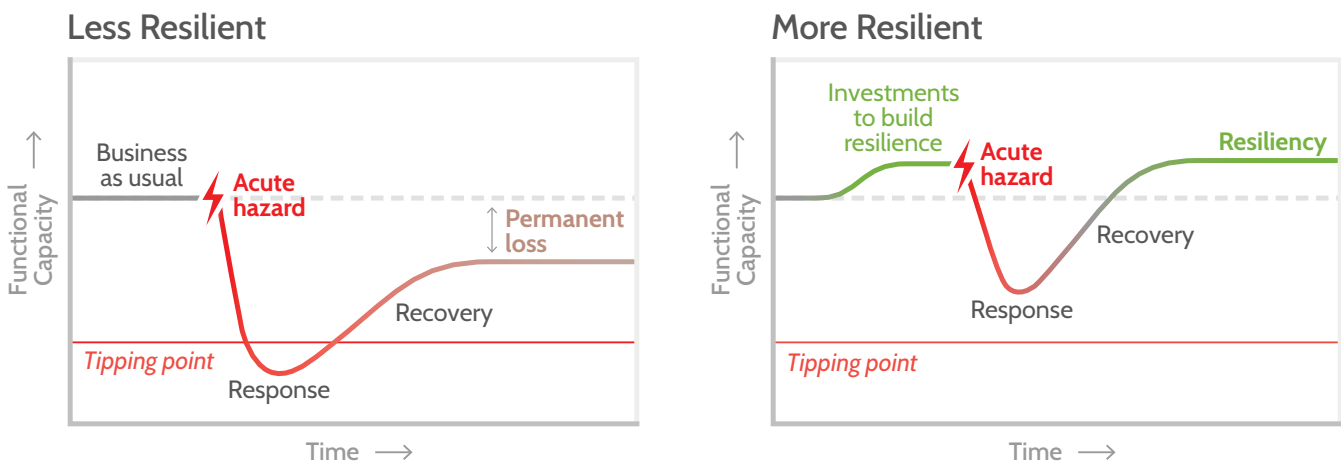 Less Resilient
Functional
Capacity
Business
as usual
Acute
hazard
Permanent
loss
Recovery
Tipping point
Response
Time
More Resilient
Functional
Capacity
Investments
to build
resilience
Acute
hazard
Resiliency
Recovery
Response
Tipping point
Time